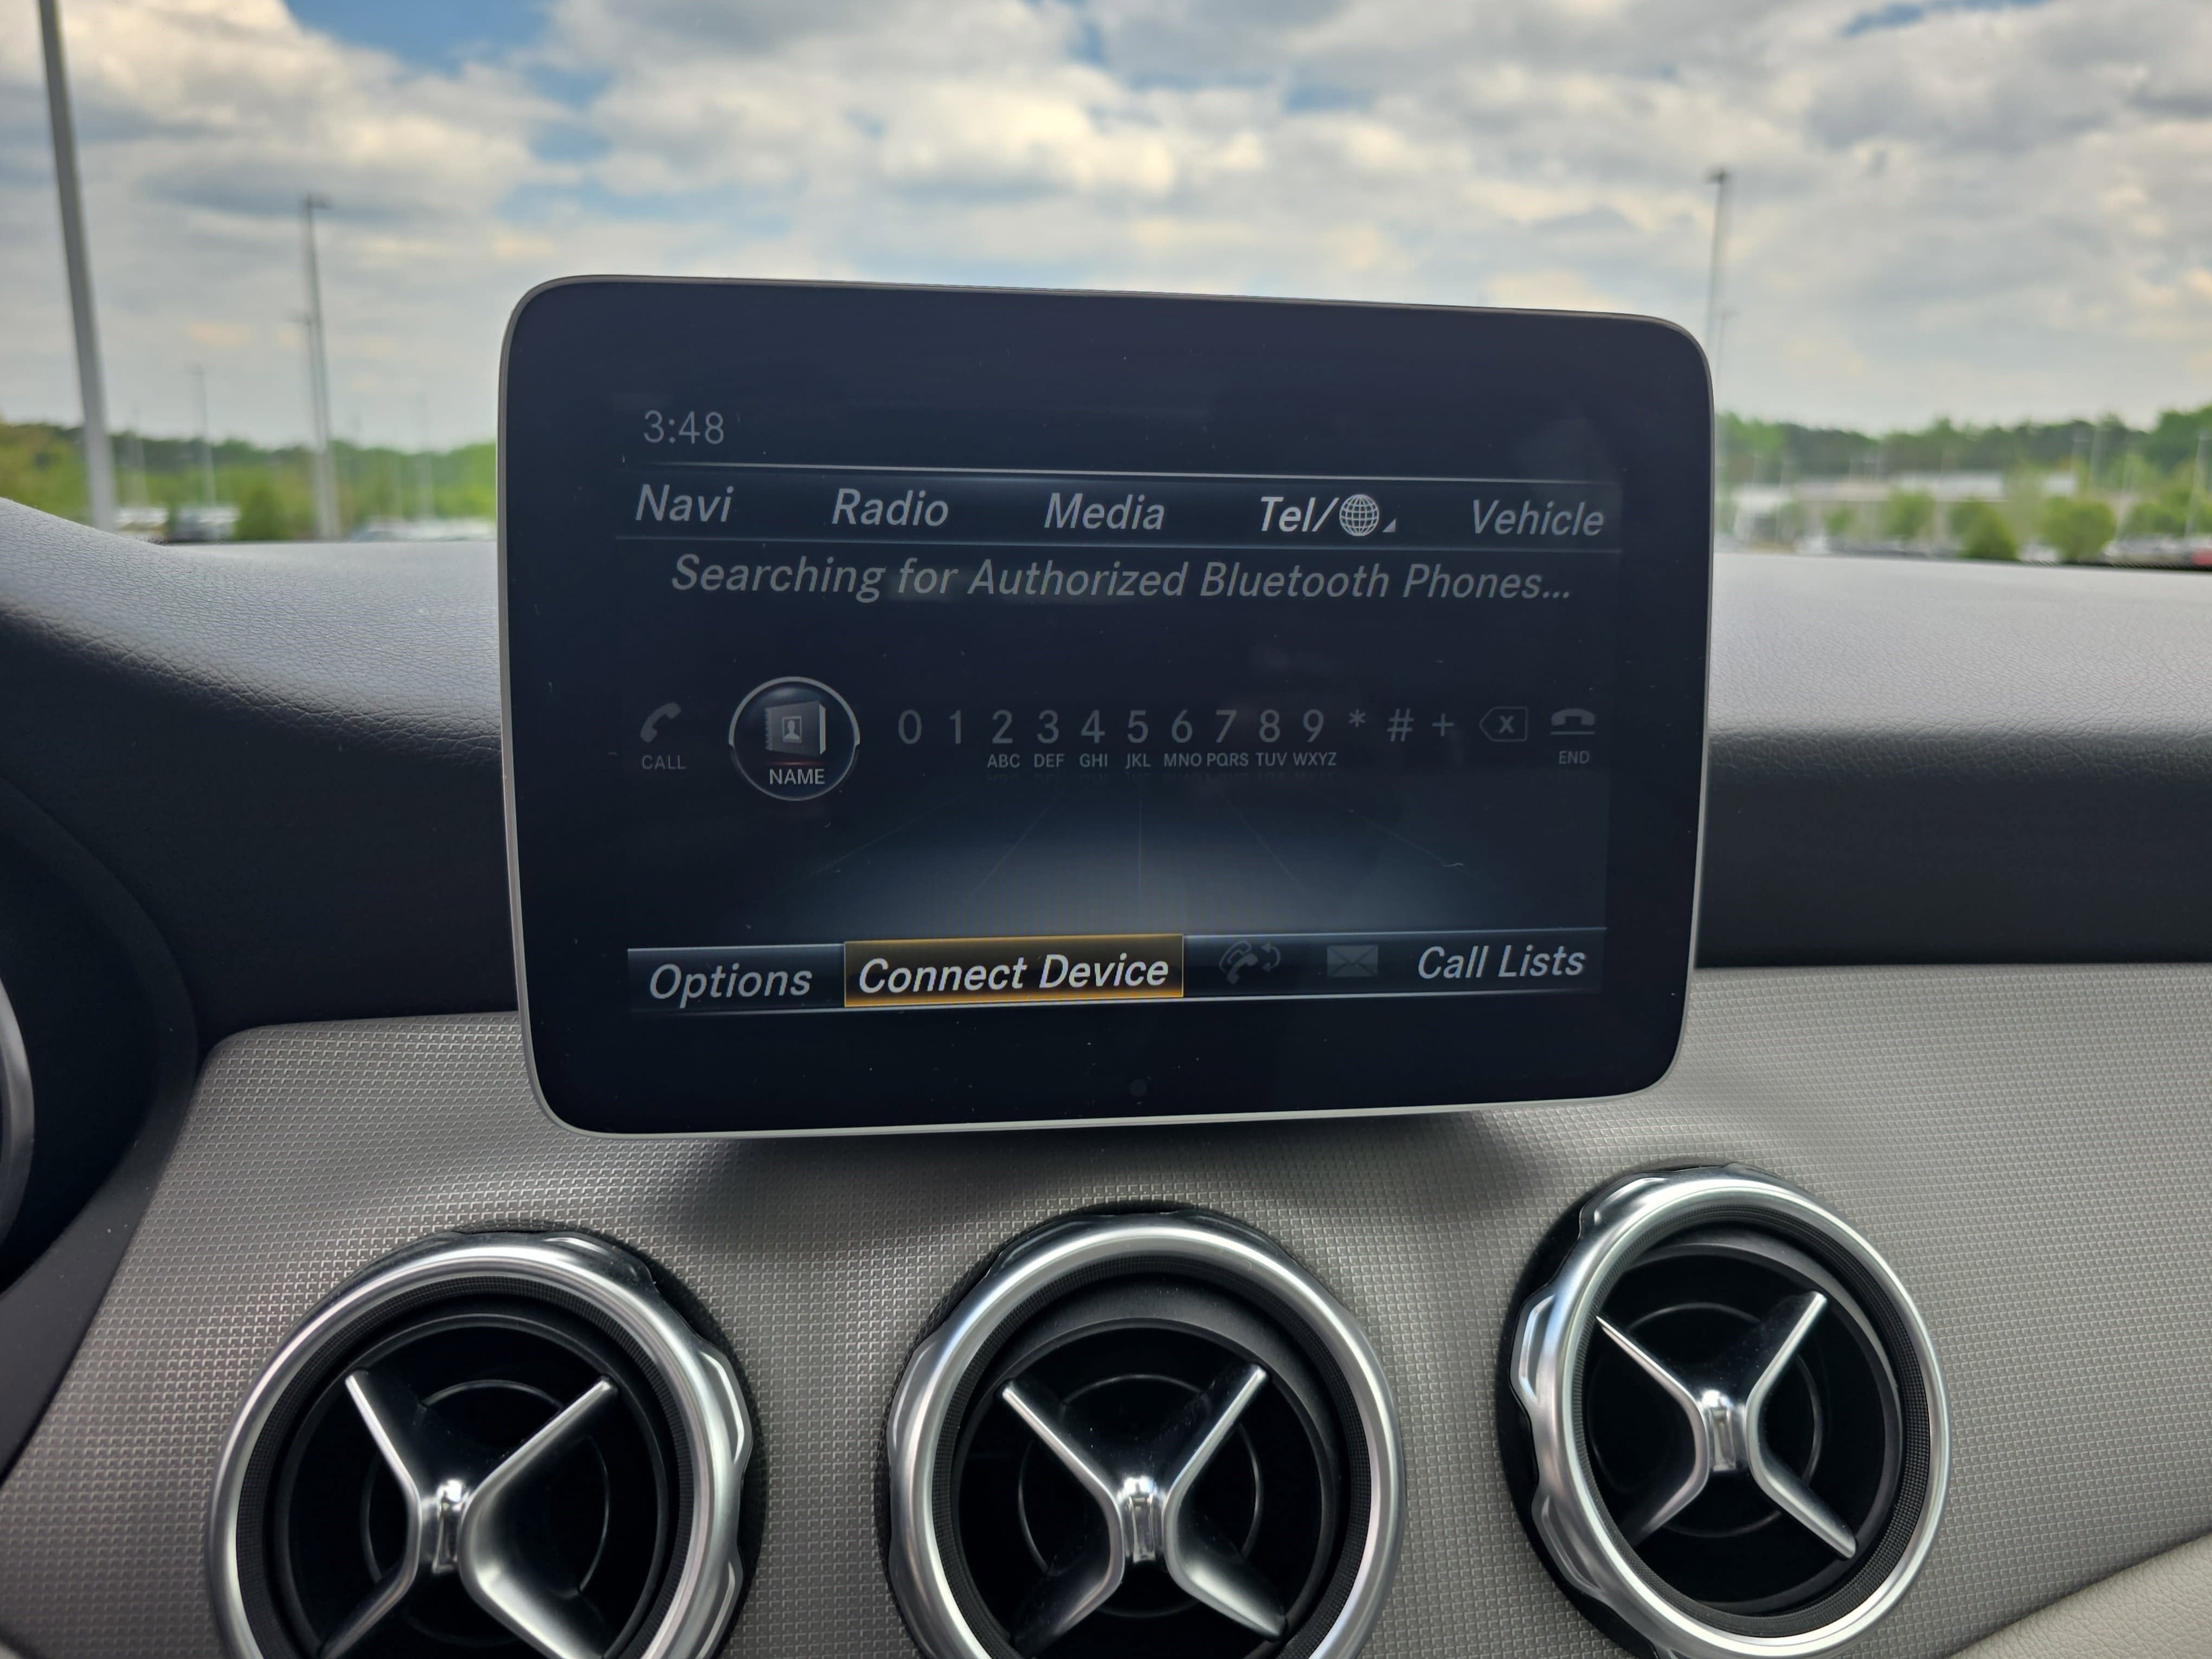 3:48
Navi Radio Media Tel/ Vehicle
Searching for Authorized Bluetooth Phones...
0 1 2 3 4 5 6 7 8 9 * # + x
CALL NAME ABC DEF GHI JKL MNO PQRS TUV WXYZ END
Options Connect Device Call Lists